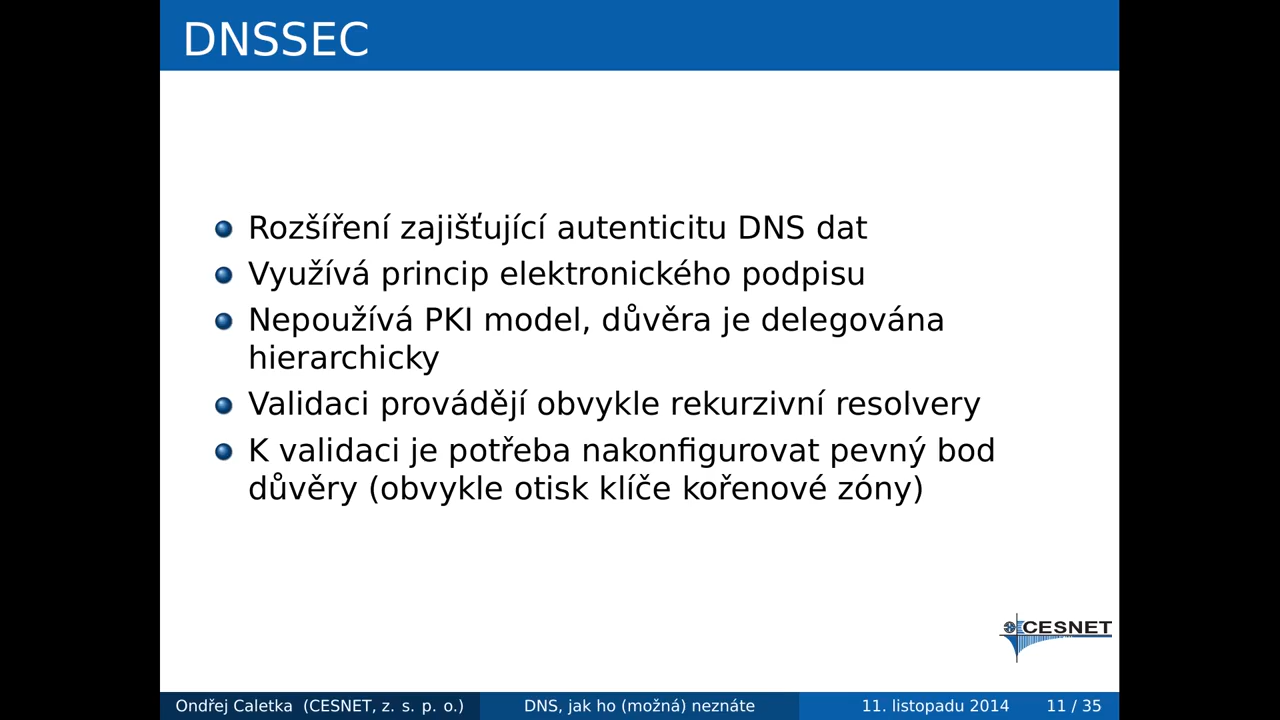 DNSSEC
Rozšíření zajišťující autenticitu DNS dat
Využívá princip elektronického podpisu
Nepoužívá PKI model, důvěra je delegována
hierarchicky
Validaci provádějí obvykle rekurzivní resolvery
K validaci je potřeba nakonfigurovat pevný bod
důvěry (obvykle otisk klíče kořenové zóny)
CESNET
Ondřej Caletka (CESNET, z. s. p. o.) DNS, jak ho (možná) neznáte 11. listopadu 2014 11 / 35